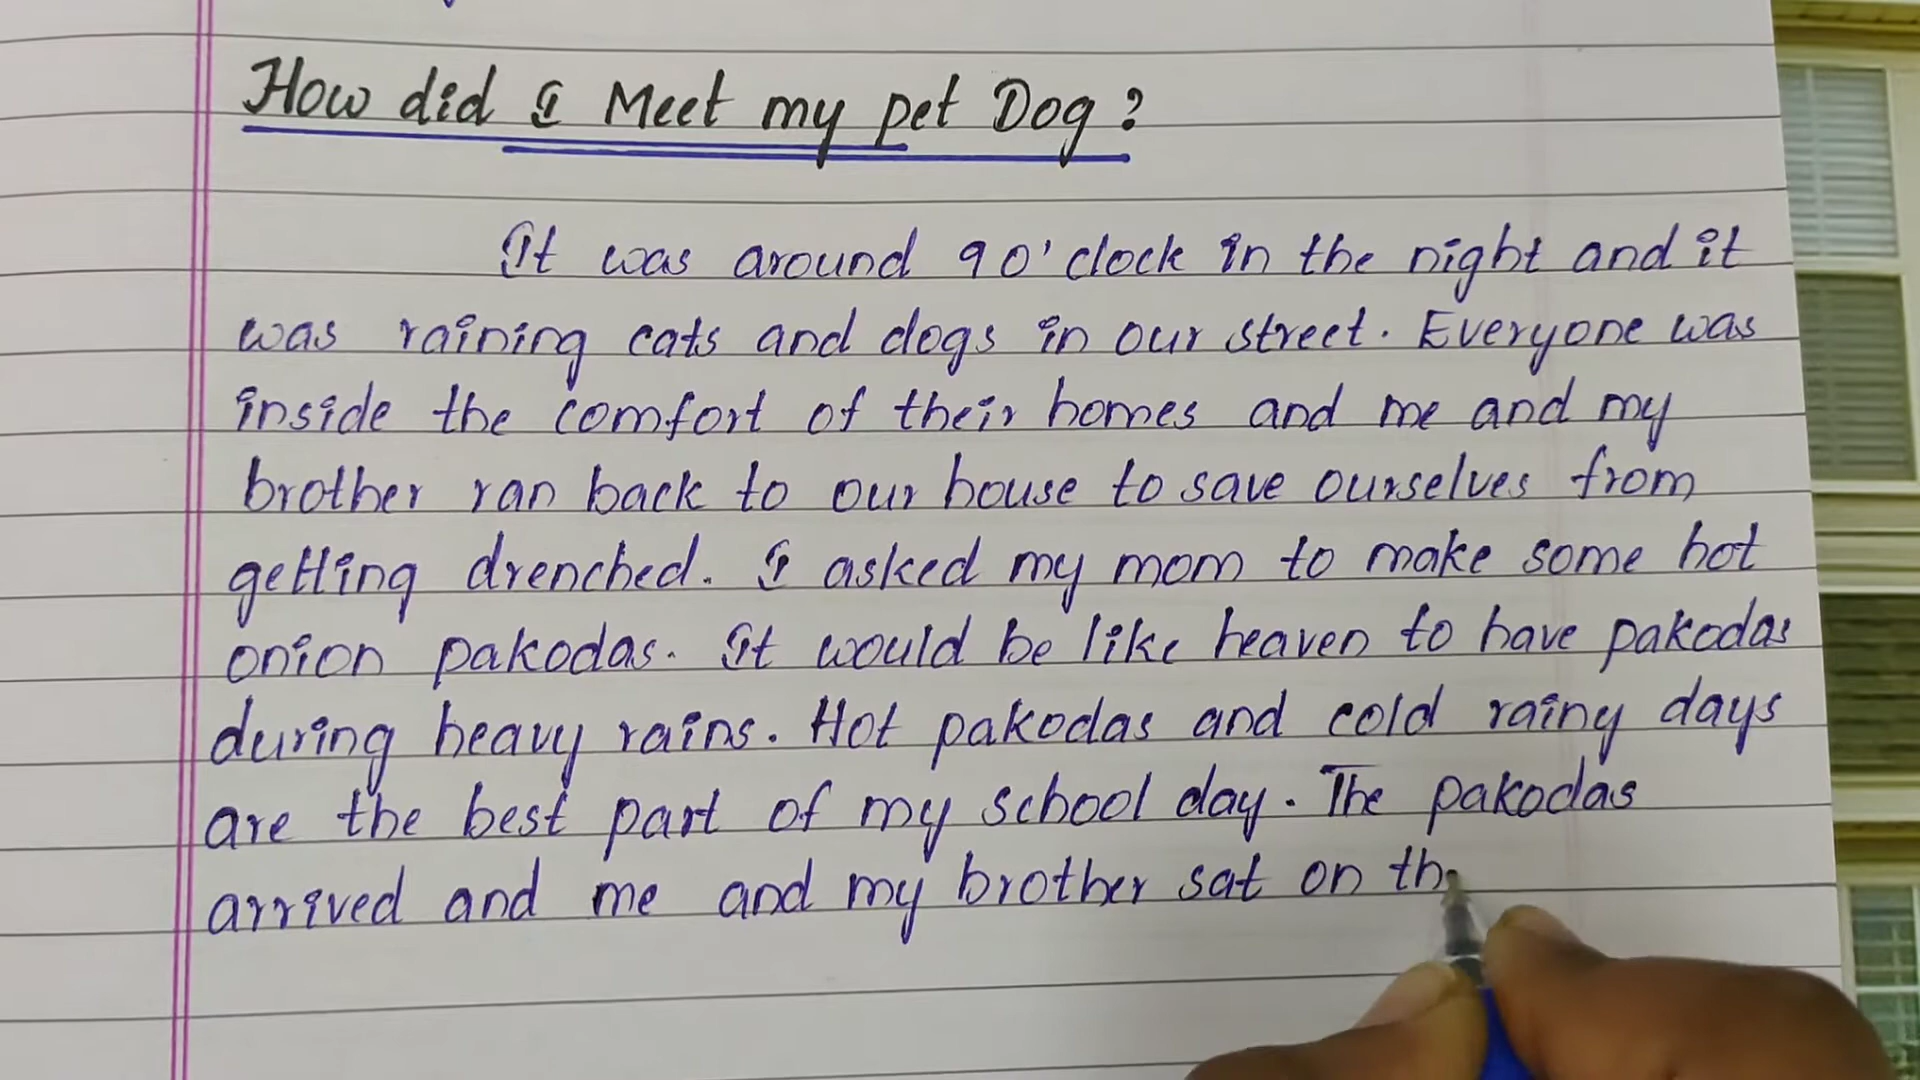 How did I Meet my pet Dog?
It was around 9 o'clock in the night and it
was raining cats and dogs in our street. Everyone was
inside the comfort of their homes and me and my
brother ran back to our house to save ourselves from
getting drenched. I asked my mom to make some hot
onion pakodas. It would be like heaven to have pakodas
during heavy rains. Hot pakodas and cold rainy days
are the best part of my school day. The pakodas
arrived and me and my brother sat on th